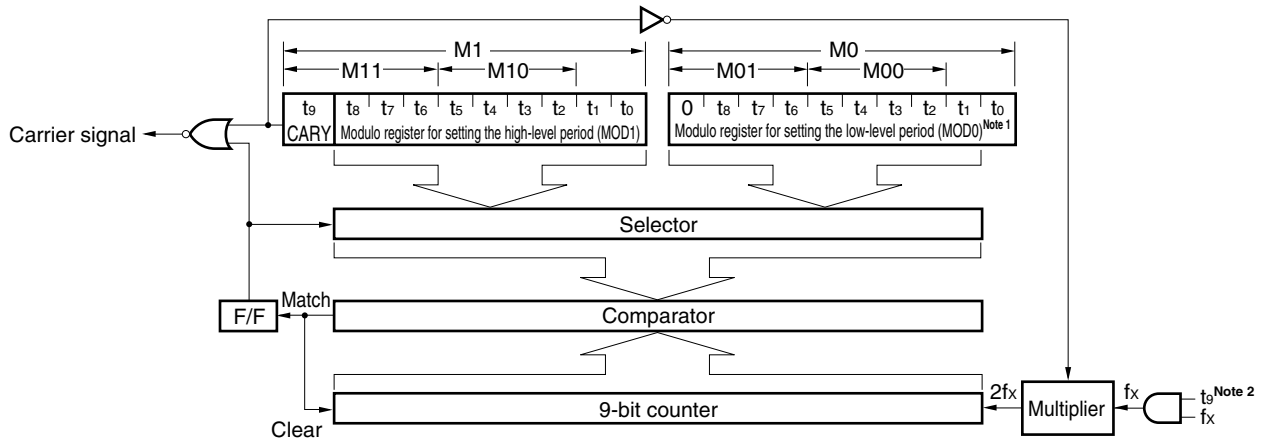 M1
M0
M11
M10
M01
M00
t9 t8 t7 t6 t5 t4 t3 t2 t1 t0
0 t8 t7 t6 t5 t4 t3 t2 t1 t0
Carrier signal
CARY
Modulo register for setting the high-level period (MOD1)
Modulo register for setting the low-level period (MOD0)Note 1
Selector
F/F
Match
Comparator
Clear
9-bit counter
2fX
Multiplier
fX
t9Note 2
fX